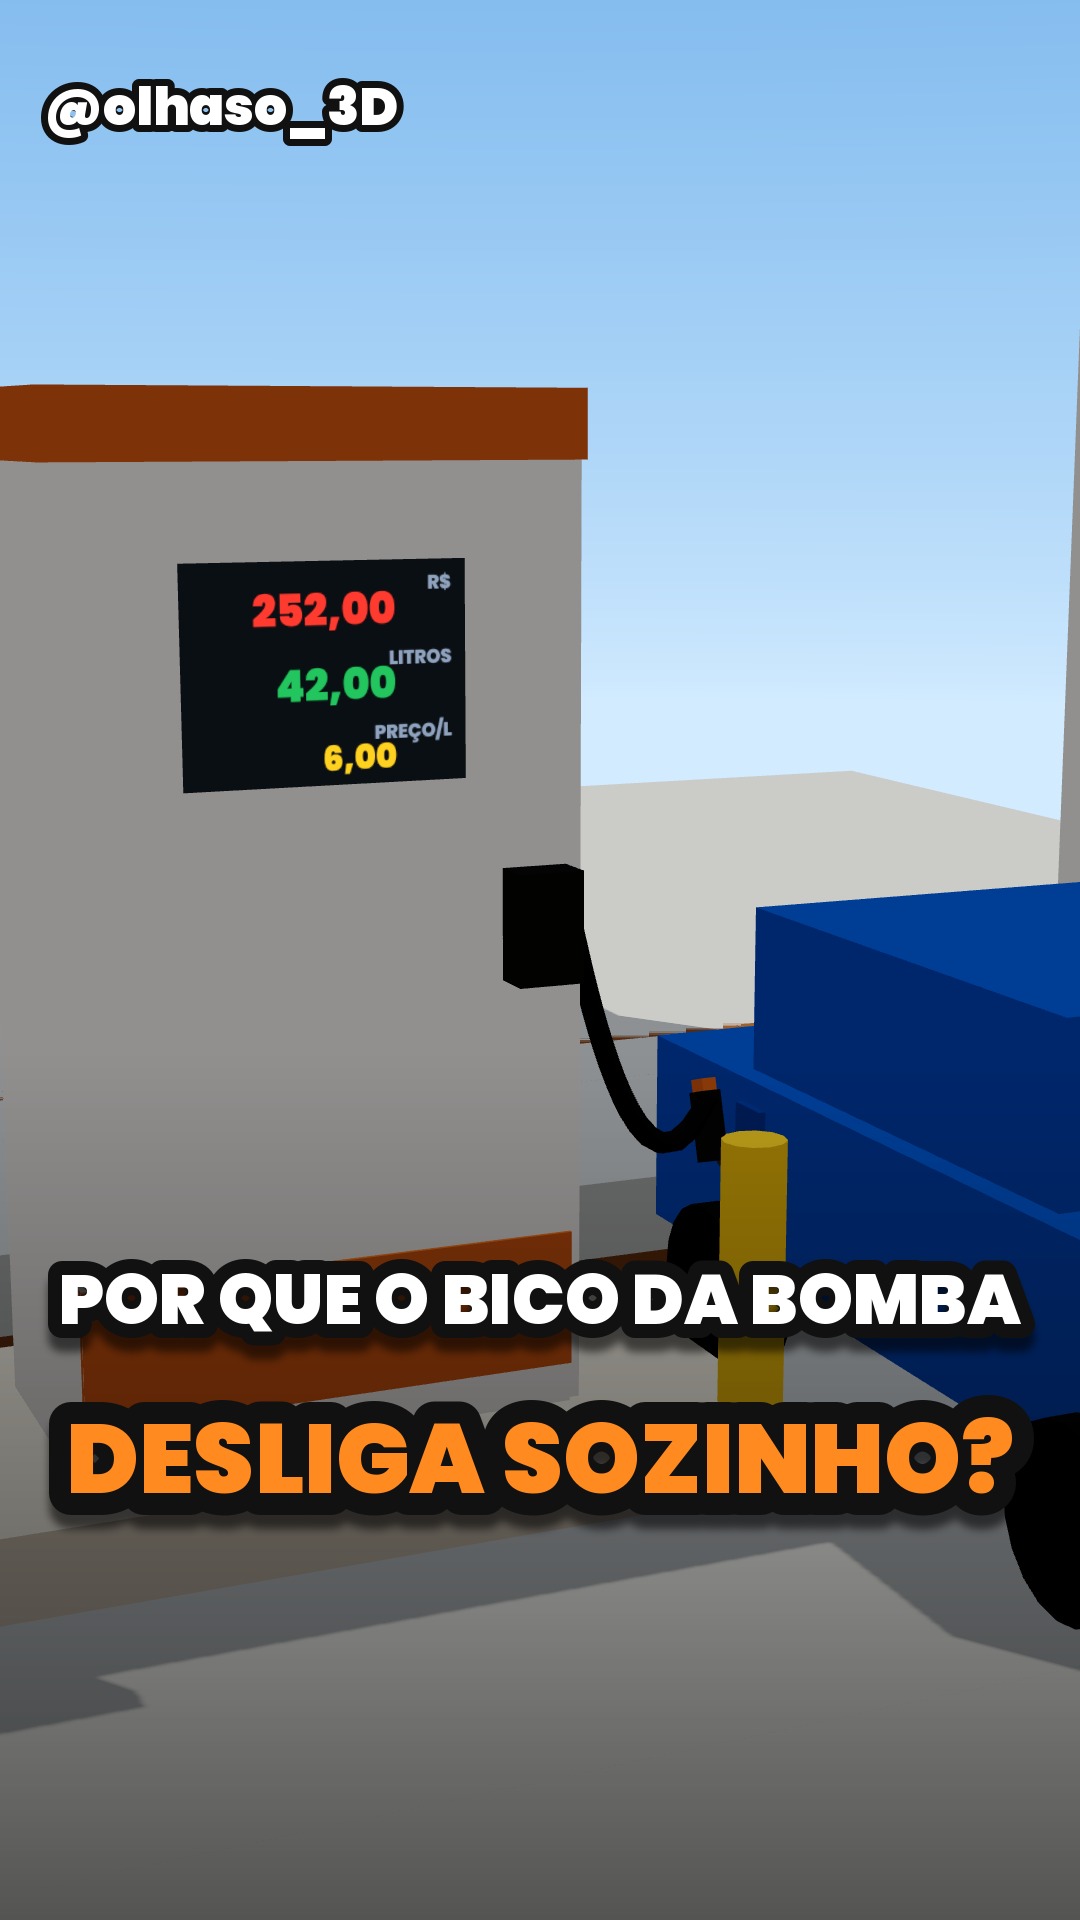 @olhaso_3D
R$
252,00
LITROS
42,00
PREÇO/L
6,00
POR QUE O BICO DA BOMBA
DESLIGA SOZINHO?